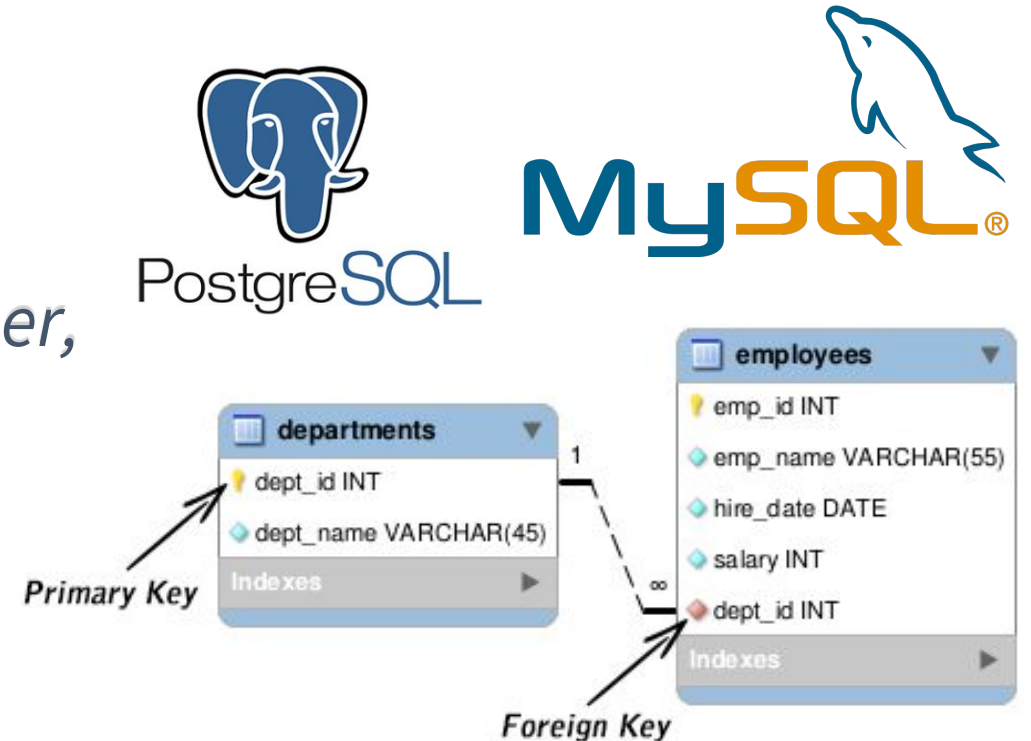 PostgreSQL
MySQL®
er,
departments
dept_id INT
dept_name VARCHAR(45)
Indexes
Primary Key
1
∞
employees
emp_id INT
emp_name VARCHAR(55)
hire_date DATE
salary INT
dept_id INT
Indexes
Foreign Key